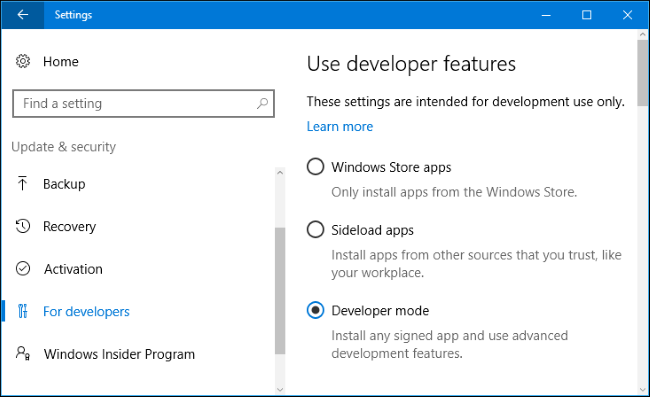 Settings
Home
Find a setting
Update & security
Backup
Recovery
Activation
For developers
Windows Insider Program
Use developer features
These settings are intended for development use only.
Learn more
Windows Store apps
Only install apps from the Windows Store.
Sideload apps
Install apps from other sources that you trust, like
your workplace.
Developer mode
Install any signed app and use advanced
development features.